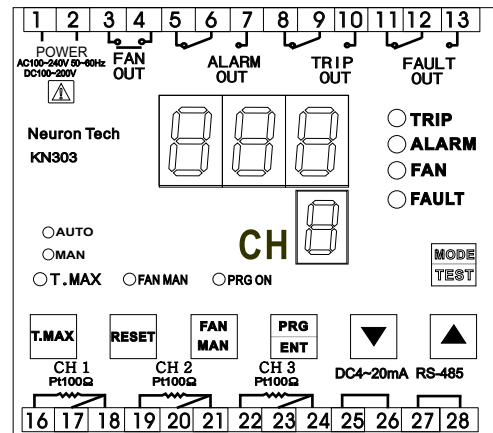 1 2 3 4 5 6 7 8 9 10 11 12 13
POWER
AC100~240V 50~60Hz
DC100~200V
FAN
OUT
ALARM
OUT
TRIP
OUT
FAULT
OUT
Neuron Tech
KN303
8 8 8
TRIP
ALARM
FAN
FAULT
CH 8
AUTO
MAN
T.MAX FAN MAN PRG ON
MODE
TEST
T.MAX RESET
FAN
MAN
PRG
ENT
CH 1 CH 2 CH 3
Pt100Ω Pt100Ω Pt100Ω DC4~20mA RS-485
16 17 18 19 20 21 22 23 24 25 26 27 28